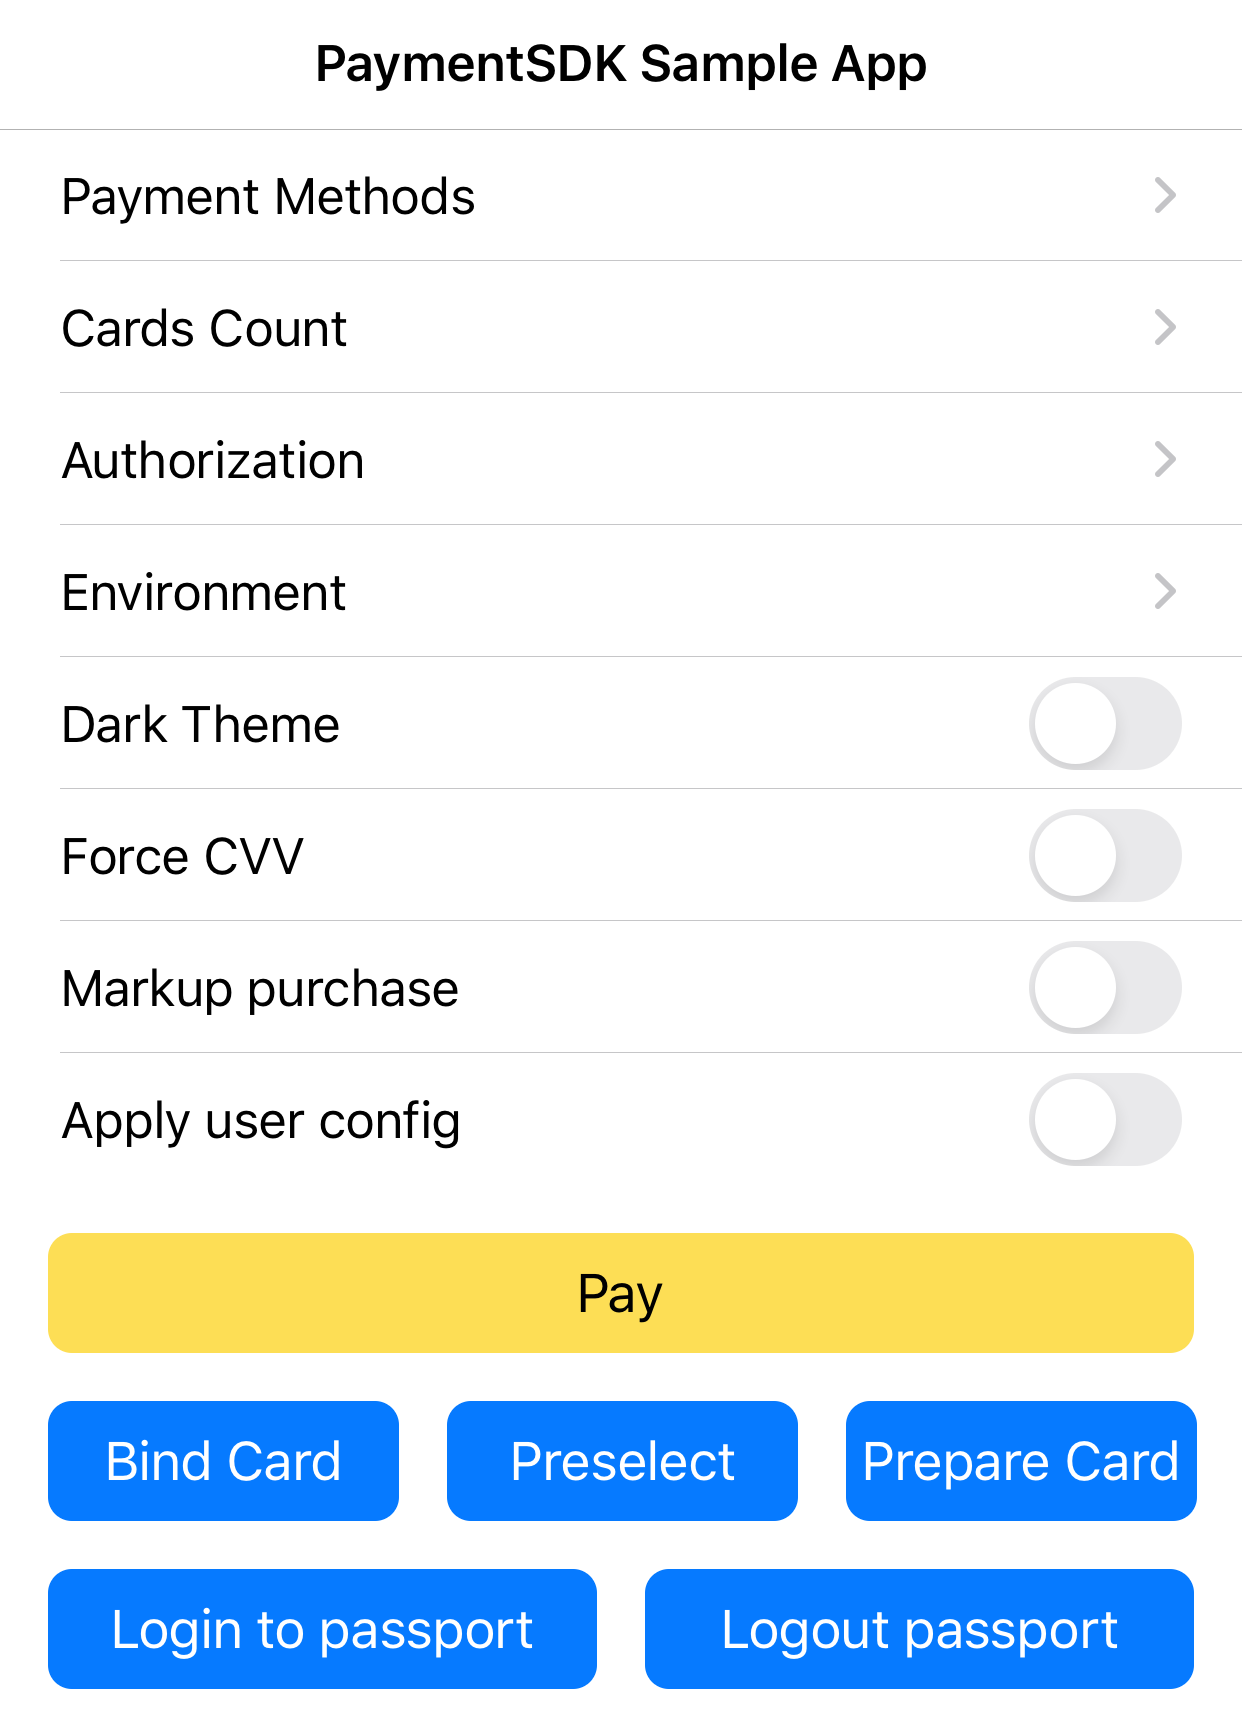 PaymentSDK Sample App
Payment Methods
Cards Count
Authorization
Environment
Dark Theme
Force CVV
Markup purchase
Apply user config
Pay
Bind Card
Preselect
Prepare Card
Login to passport
Logout passport